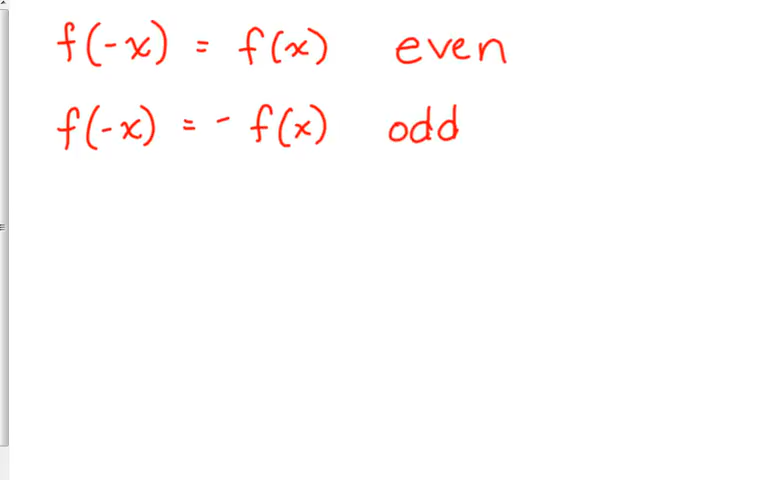 f(-x) = f(x) even
f(-x) = - f(x) odd